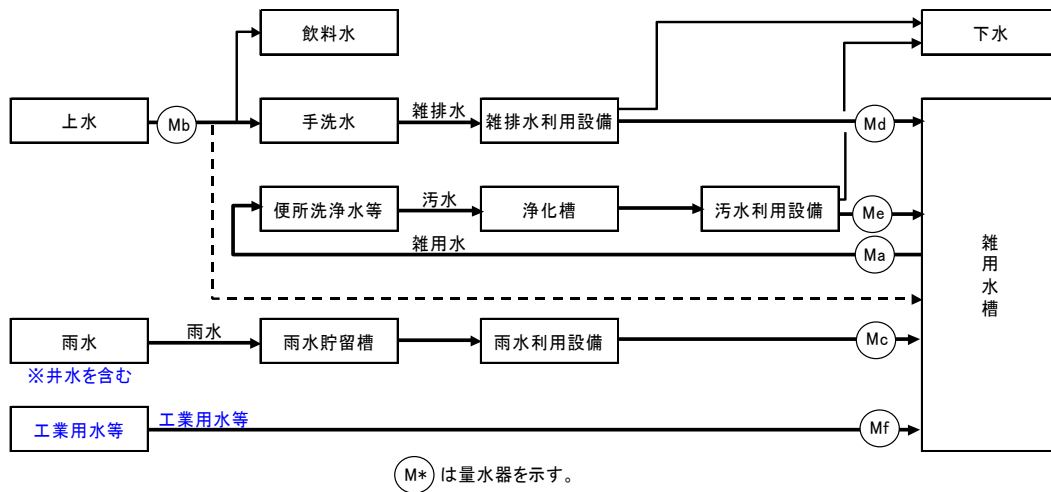 飲料水
下水
上水
Mb
手洗水
雑排水
雑排水利用設備
Md
便所洗浄水等
汚水
浄化槽
汚水利用設備
Me
雑用水
Ma
雑用水槽
雨水
雨水
雨水貯留槽
雨水利用設備
Mc
※井水を含む
工業用水等
工業用水等
Mf
M* は量水器を示す。